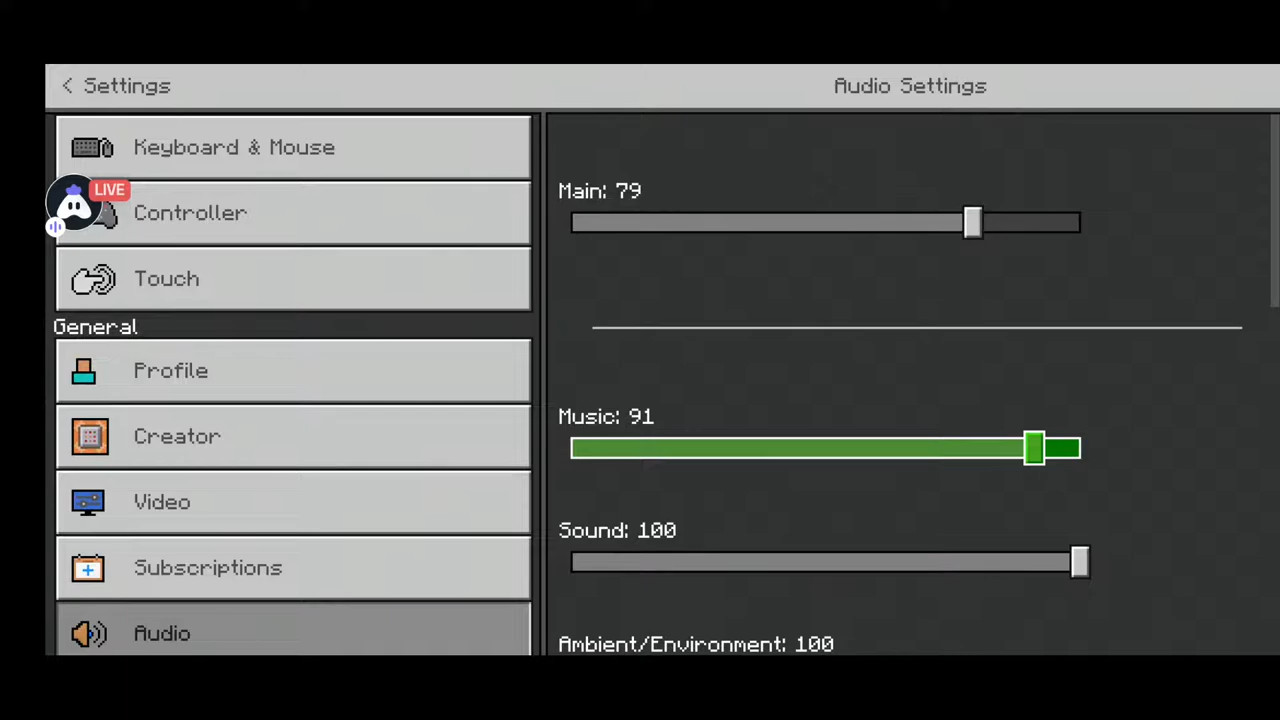 Settings
Audio Settings
Keyboard & Mouse
LIVE
Controller
Touch
General
Profile
Creator
Video
Subscriptions
Audio
Main: 79
Music: 91
Sound: 100
Ambient/Environment: 100